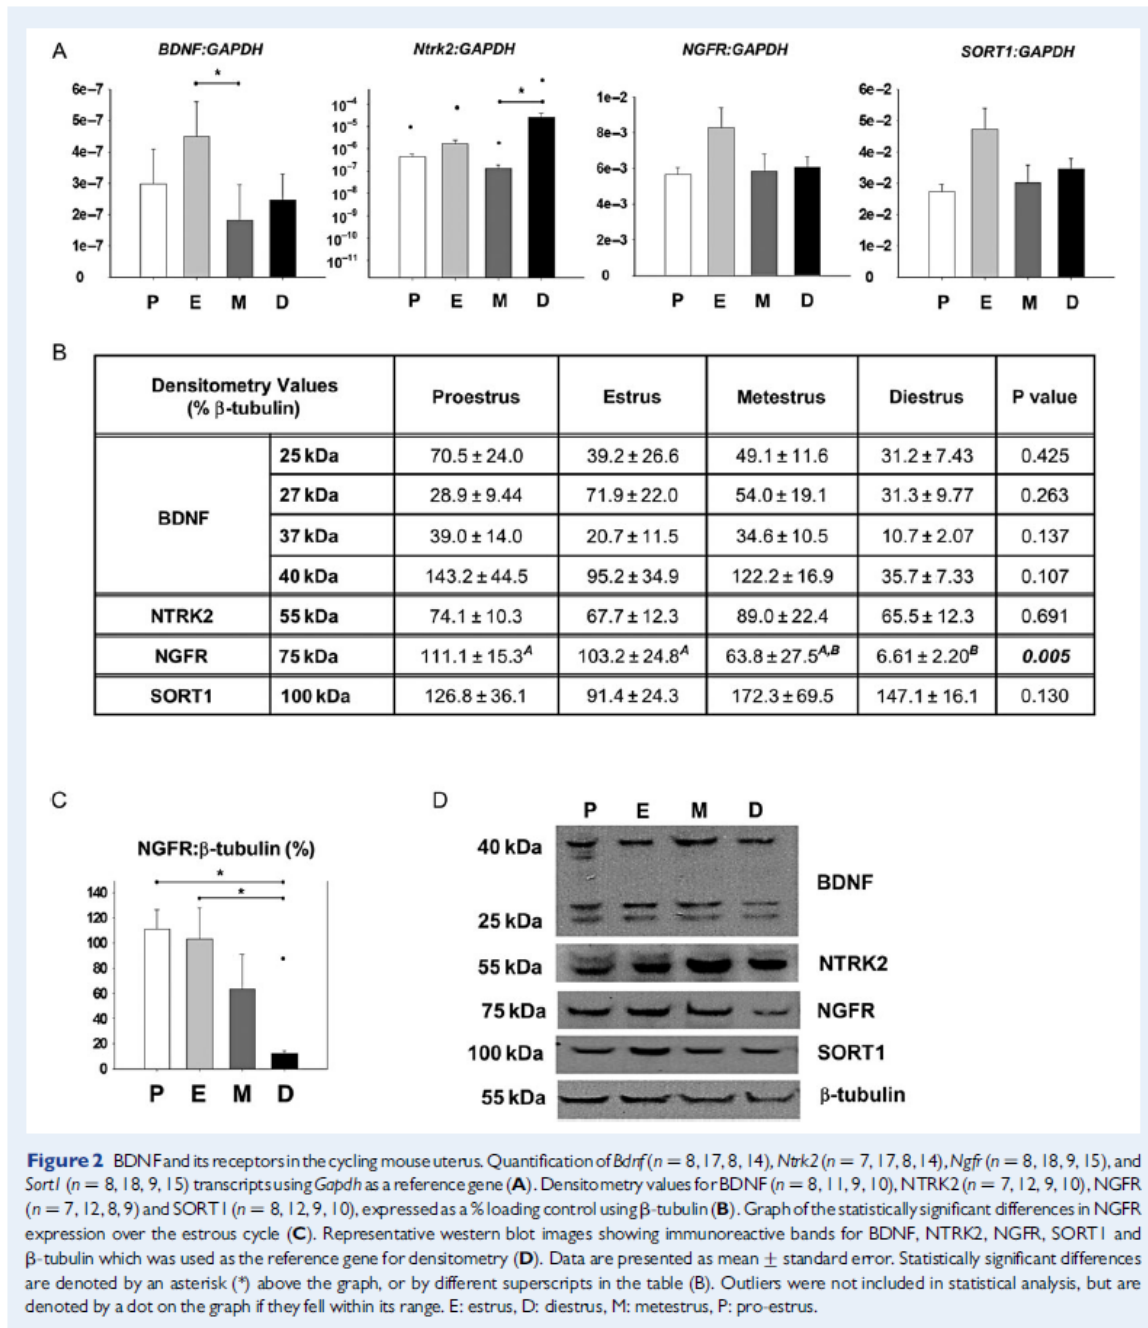 A
BDNF:GAPDH
Ntrk2:GAPDH
NGFR:GAPDH
SORT1:GAPDH
*
6e–7
5e–7
4e–7
3e–7
2e–7
1e–7
0
P E M D
*
10⁻⁴
10⁻⁵
10⁻⁶
10⁻⁷
10⁻⁸
10⁻⁹
10⁻¹⁰
10⁻¹¹
P E M D
1e–2
8e–3
6e–3
4e–3
2e–3
0
P E M D
6e–2
5e–2
4e–2
3e–2
2e–2
1e–2
0
P E M D
B
Densitometry Values (% β-tubulin) Proestrus Estrus Metestrus Diestrus P value
BDNF
25 kDa 70.5 ± 24.0 39.2 ± 26.6 49.1 ± 11.6 31.2 ± 7.43 0.425
27 kDa 28.9 ± 9.44 71.9 ± 22.0 54.0 ± 19.1 31.3 ± 9.77 0.263
37 kDa 39.0 ± 14.0 20.7 ± 11.5 34.6 ± 10.5 10.7 ± 2.07 0.137
40 kDa 143.2 ± 44.5 95.2 ± 34.9 122.2 ± 16.9 35.7 ± 7.33 0.107
NTRK2 55 kDa 74.1 ± 10.3 67.7 ± 12.3 89.0 ± 22.4 65.5 ± 12.3 0.691
NGFR 75 kDa 111.1 ± 15.3ᴬ 103.2 ± 24.8ᴬ 63.8 ± 27.5ᴬ,ᴮ 6.61 ± 2.20ᴮ 0.005
SORT1 100 kDa 126.8 ± 36.1 91.4 ± 24.3 172.3 ± 69.5 147.1 ± 16.1 0.130
C
NGFR:β-tubulin (%)
*
*
140
120
100
80
60
40
20
0
P E M D
D
P E M D
40 kDa
BDNF
25 kDa
55 kDa NTRK2
75 kDa NGFR
100 kDa SORT1
55 kDa β-tubulin
Figure 2 BDNF and its receptors in the cycling mouse uterus. Quantification of Bdnf (n = 8, 17, 8, 14), Ntrk2 (n = 7, 17, 8, 14), Ngfr (n = 8, 18, 9, 15), and
Sort1 (n = 8, 18, 9, 15) transcripts using Gapdh as a reference gene (A). Densitometry values for BDNF (n = 8, 11, 9, 10), NTRK2 (n = 7, 12, 9, 10), NGFR
(n = 7, 12, 8, 9) and SORT1 (n = 8, 12, 9, 10), expressed as a % loading control using β-tubulin (B). Graph of the statistically significant differences in NGFR
expression over the estrous cycle (C). Representative western blot images showing immunoreactive bands for BDNF, NTRK2, NGFR, SORT1 and
β-tubulin which was used as the reference gene for densitometry (D). Data are presented as mean ± standard error. Statistically significant differences
are denoted by an asterisk (*) above the graph, or by different superscripts in the table (B). Outliers were not included in statistical analysis, but are
denoted by a dot on the graph if they fell within its range. E: estrus, D: diestrus, M: metestrus, P: pro-estrus.